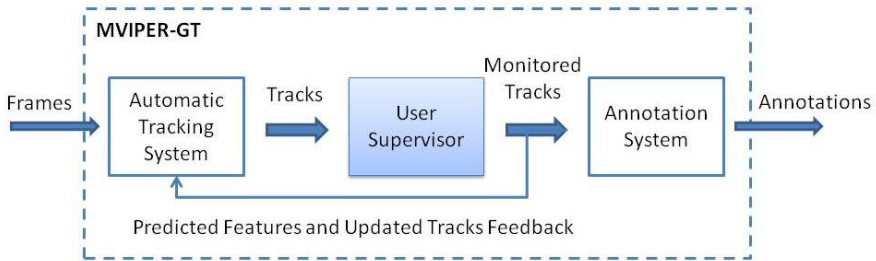 MVIPER-GT
Frames
Automatic
Tracking
System
Tracks
User
Supervisor
Monitored
Tracks
Annotation
System
Annotations
Predicted Features and Updated Tracks Feedback